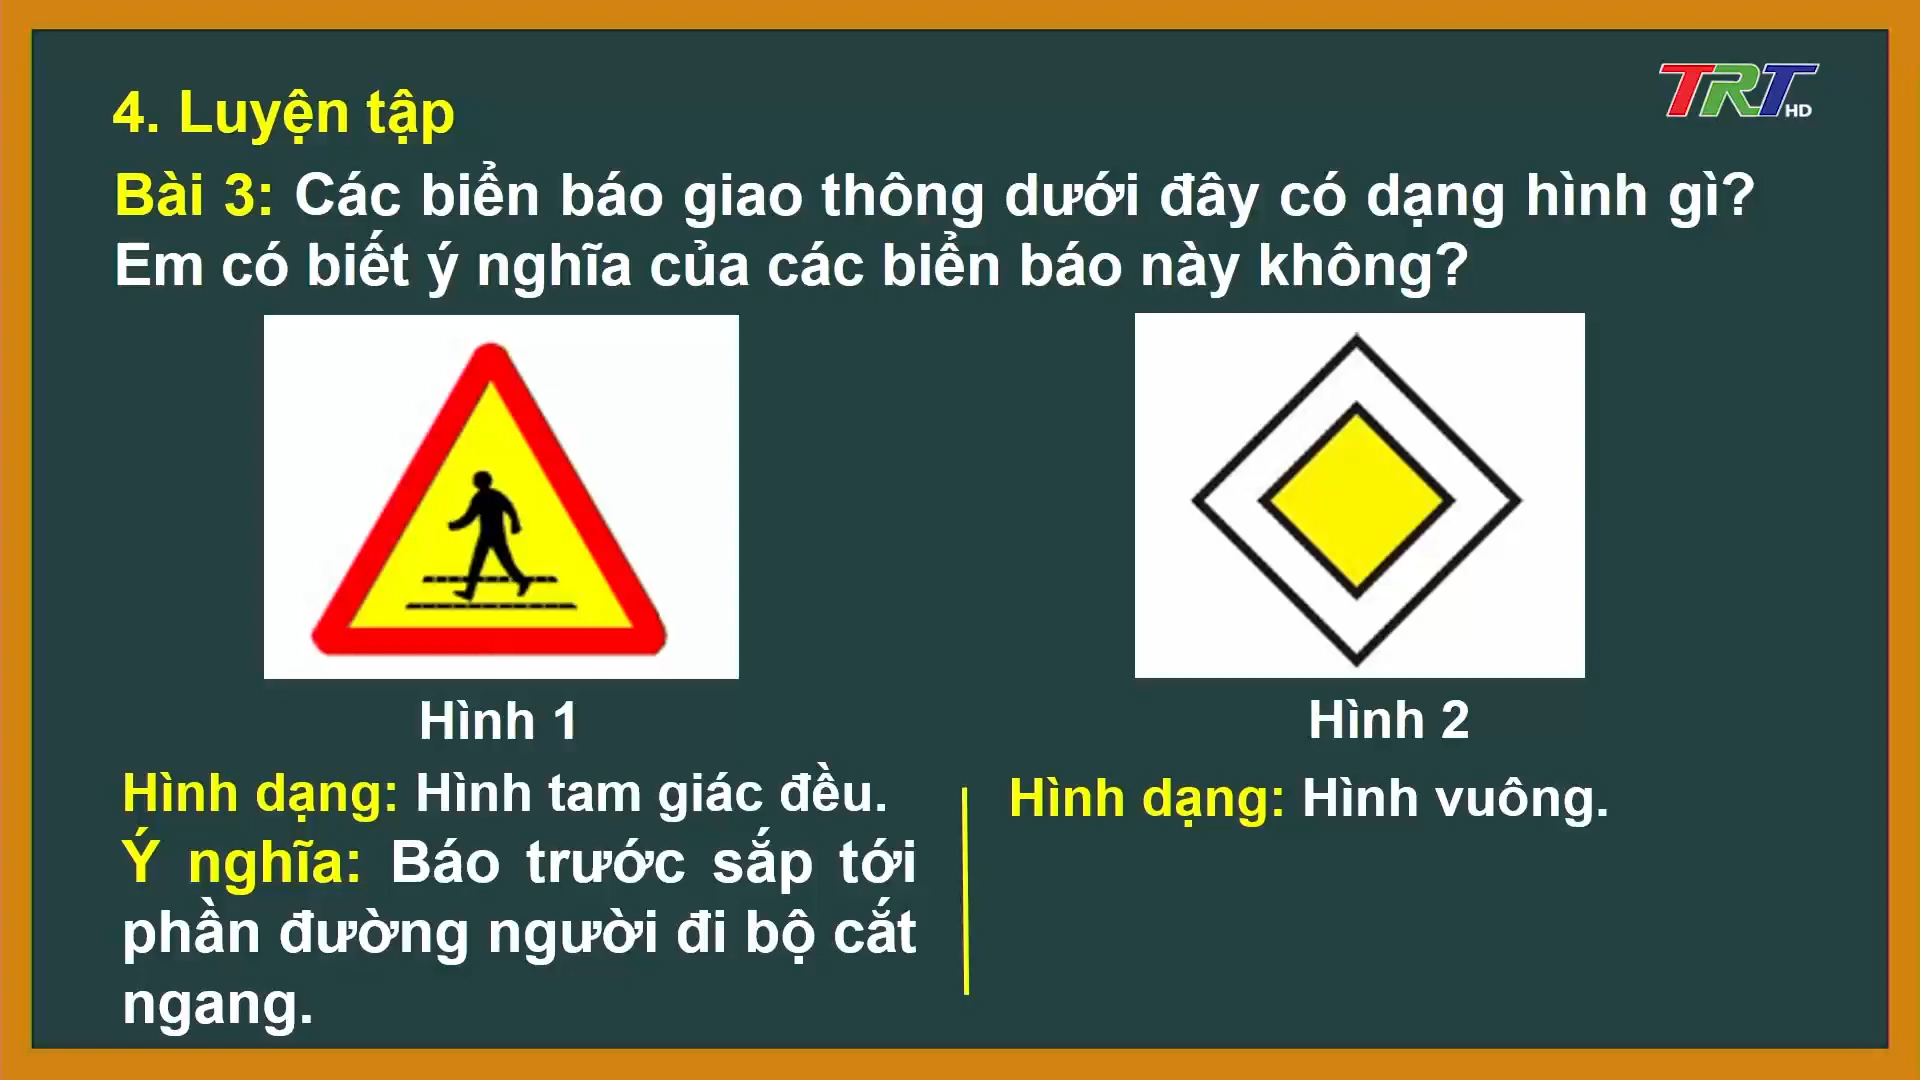 TRT HD
4. Luyện tập
Bài 3: Các biển báo giao thông dưới đây có dạng hình gì?
Em có biết ý nghĩa của các biển báo này không?
Hình 1
Hình 2
Hình dạng: Hình tam giác đều.
Ý nghĩa: Báo trước sắp tới
phần đường người đi bộ cắt
ngang.
Hình dạng: Hình vuông.